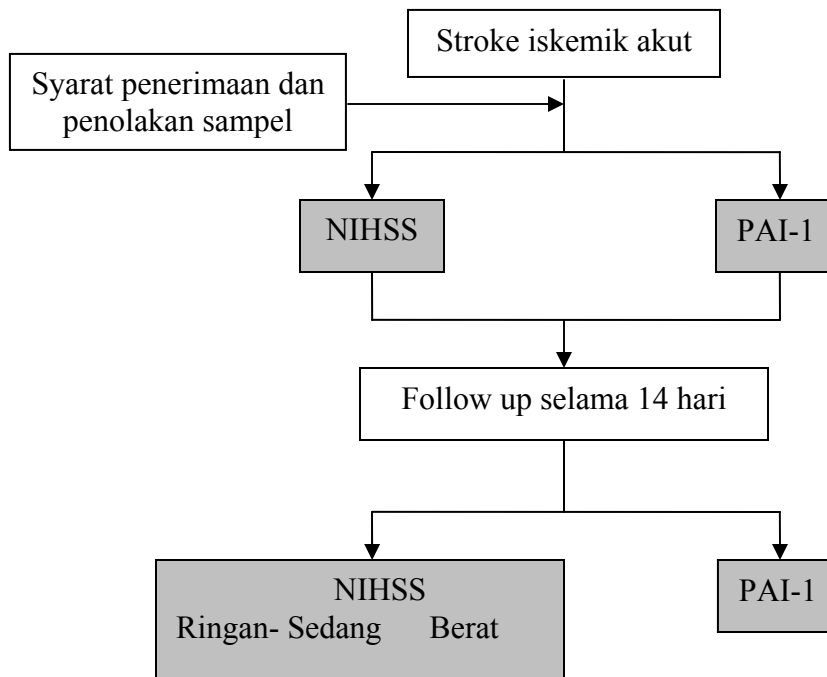 Stroke iskemik akut
Syarat penerimaan dan
penolakan sampel
NIHSS
PAI-1
Follow up selama 14 hari
NIHSS
Ringan- Sedang Berat
PAI-1